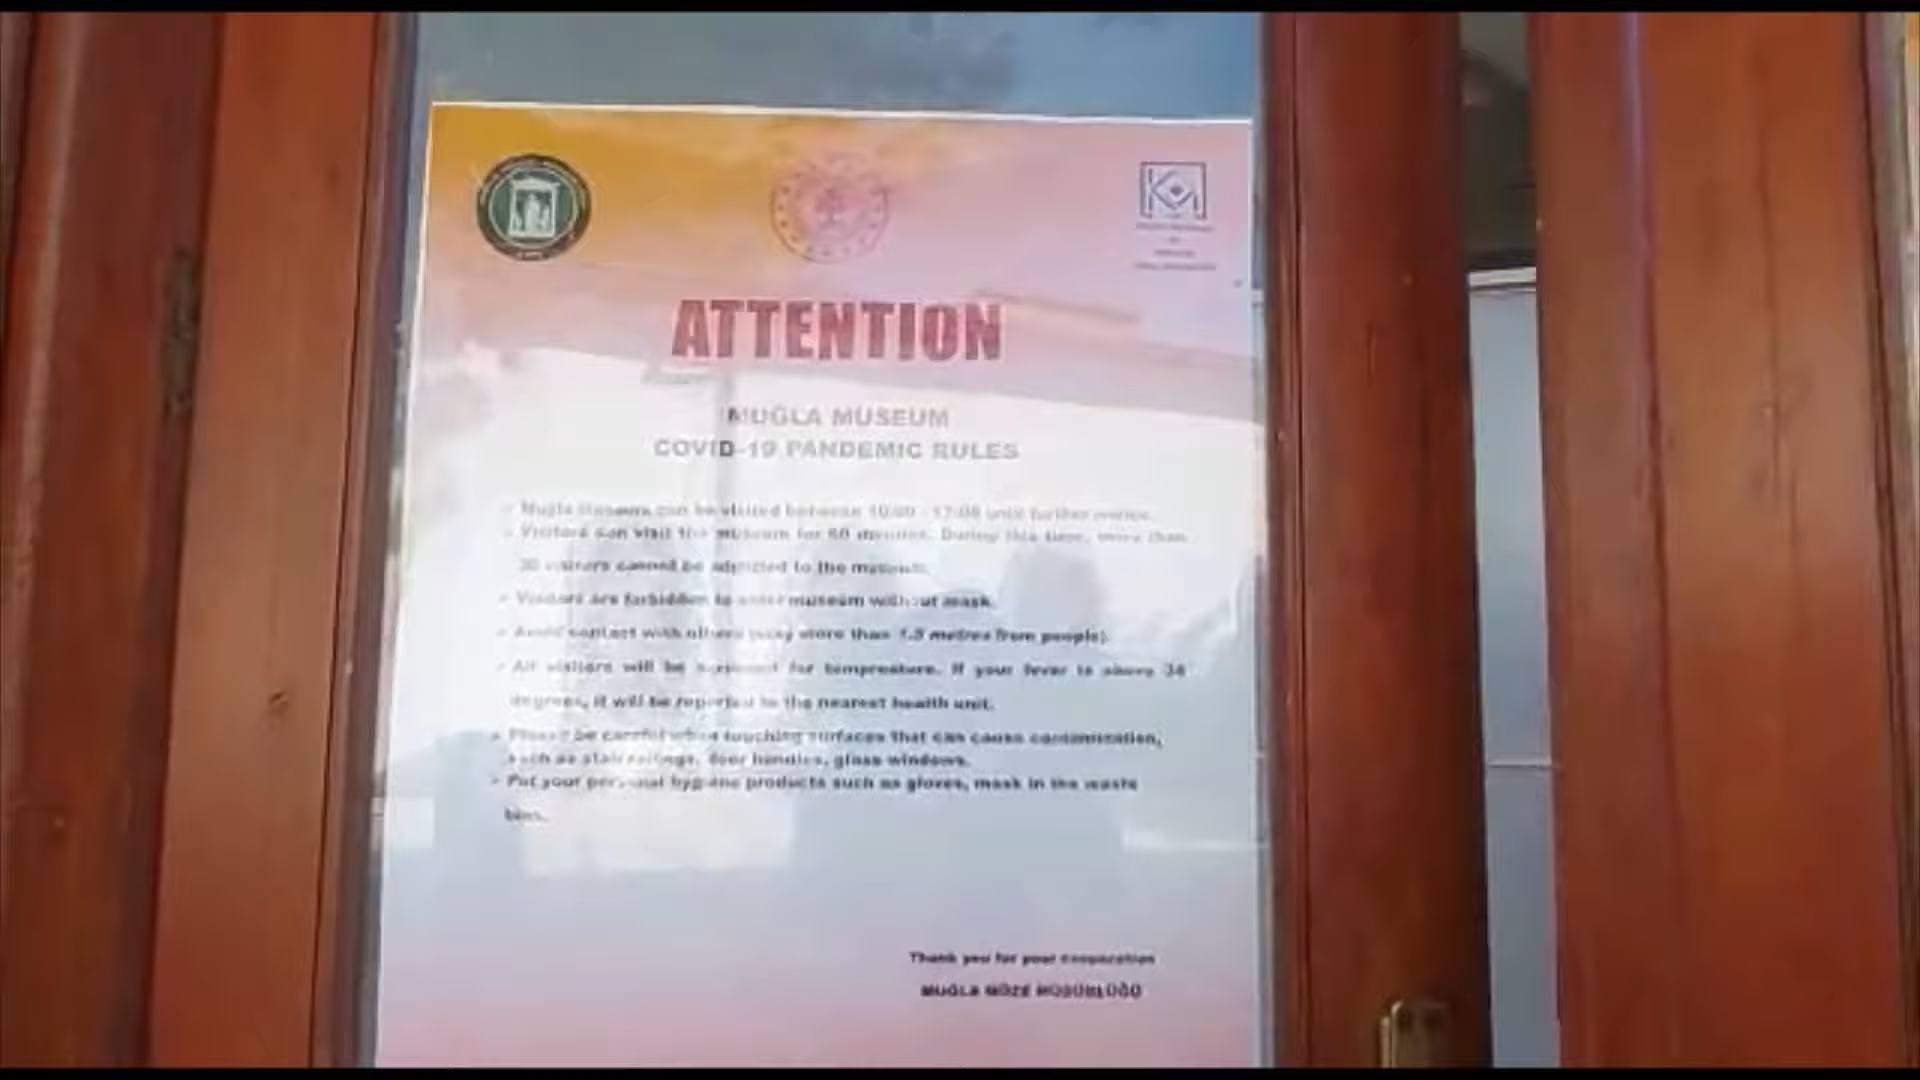 ATTENTION
MUĞLA MUSEUM
COVID-19 PANDEMIC RULES
Muğla Museum can be visited between 10:00 - 17:00 until further notice.
Visitors can visit the museum for 60 minutes. During this time, more than
30 visitors cannot be admitted to the museum.
Visitors are forbidden to enter museum without mask.
Avoid contact with others more than 1.5 metres from people).
All visitors will be for tempreature. If your fever is above 38
degrees, it will be reported to the nearest health unit.
Please be careful when touching surfaces that can cause contamination,
such as stair railings, door handles, glass windows.
Put your personal hygiene products such as gloves, mask in the waste
bins.
Thank you for your cooperation
MUĞLA MÜZE MÜDÜRLÜĞÜ